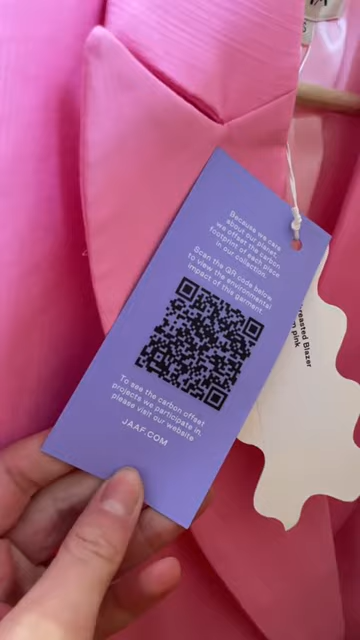 Because we care
about our planet,
we offset the carbon
footprint of each piece
in our collection.
Scan the QR code below
to view the environmental
impact of this garment.
To see the carbon offset
projects we participate in,
please visit our website.
JAAF.COM
reasted Blazer
pink
S